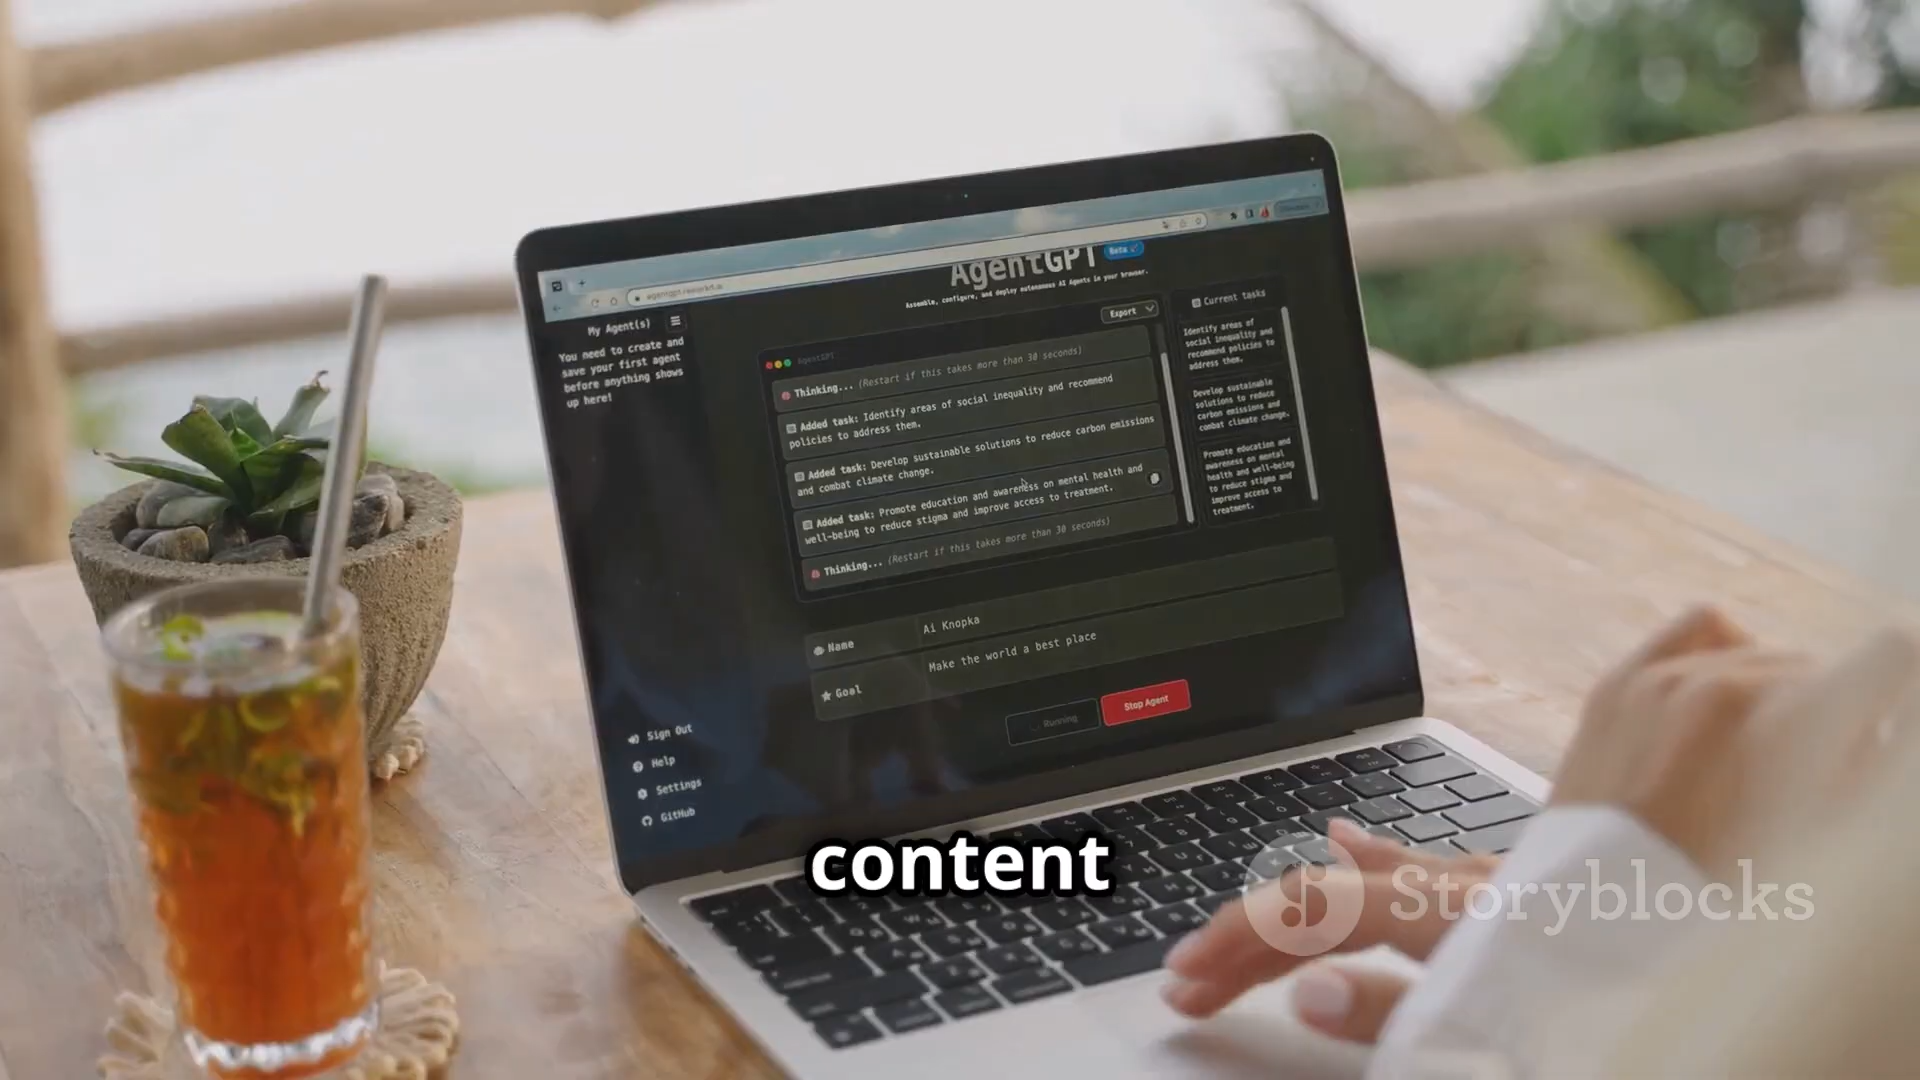 agentgpt.reworkd.ai
AgentGPT
Beta
Assemble, configure, and deploy autonomous AI Agents in your browser.
My Agent(s)
You need to create and
save your first agent
before anything shows
up here!
Export
AgentGPT
Thinking... (Restart if this takes more than 30 seconds)
Added task: Identify areas of social inequality and recommend
policies to address them.
Added task: Develop sustainable solutions to reduce carbon emissions
and combat climate change.
Added task: Promote education and awareness on mental health and
well-being to reduce stigma and improve access to treatment.
Thinking... (Restart if this takes more than 30 seconds)
Current tasks
Identify areas of
social inequality and
recommend policies to
address them.
Develop sustainable
solutions to reduce
carbon emissions and
combat climate change.
Promote education and
awareness on mental
health and well-being
to reduce stigma and
improve access to
treatment.
Name
Ai Knopka
Goal
Make the world a best place
Running
Stop Agent
Sign Out
Help
Settings
GitHub
content
Storyblocks